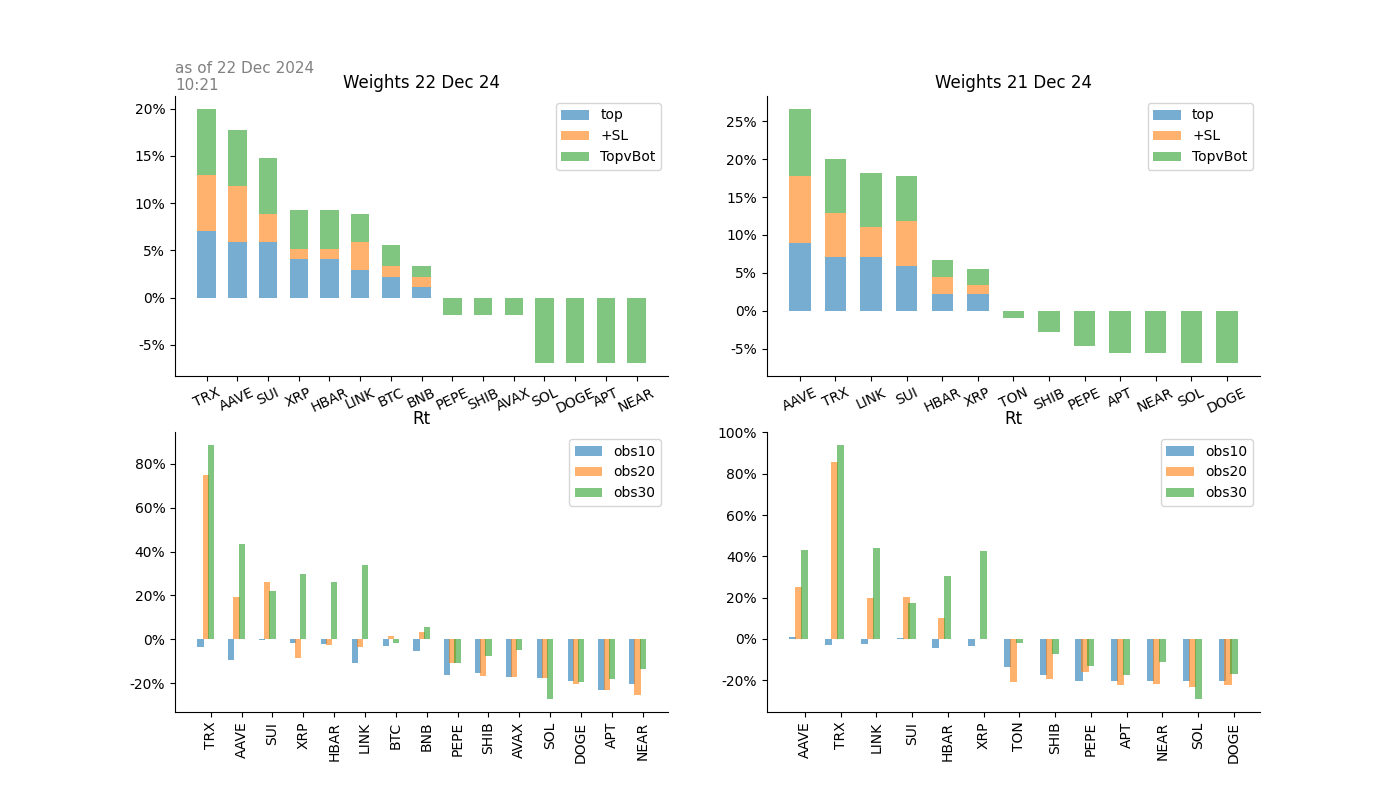 as of 22 Dec 2024
10:21
Weights 22 Dec 24
20%
15%
10%
5%
0%
-5%
top
+SL
TopvBot
TRX AAVE SUI XRP HBAR LINK BTC BNB PEPE SHIB AVAX SOL DOGE APT NEAR
Weights 21 Dec 24
25%
20%
15%
10%
5%
0%
-5%
top
+SL
TopvBot
AAVE TRX LINK SUI HBAR XRP TON SHIB PEPE APT NEAR SOL DOGE
Rt
80%
60%
40%
20%
0%
-20%
obs10
obs20
obs30
TRX AAVE SUI XRP HBAR LINK BTC BNB PEPE SHIB AVAX SOL DOGE APT NEAR
Rt
100%
80%
60%
40%
20%
0%
-20%
obs10
obs20
obs30
AAVE TRX LINK SUI HBAR XRP TON SHIB PEPE APT NEAR SOL DOGE